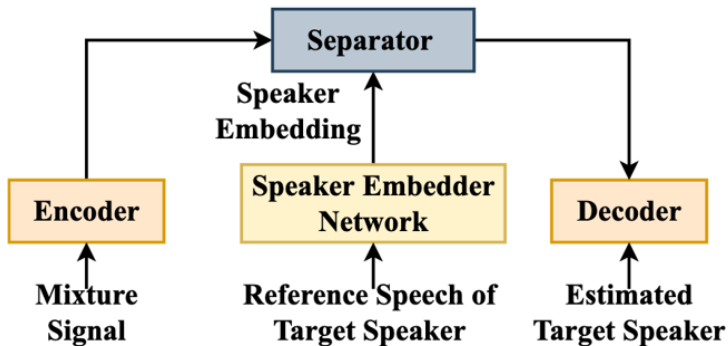 Separator
Speaker
Embedding
Encoder
Speaker Embedder
Network
Decoder
Mixture
Signal
Reference Speech of
Target Speaker
Estimated
Target Speaker